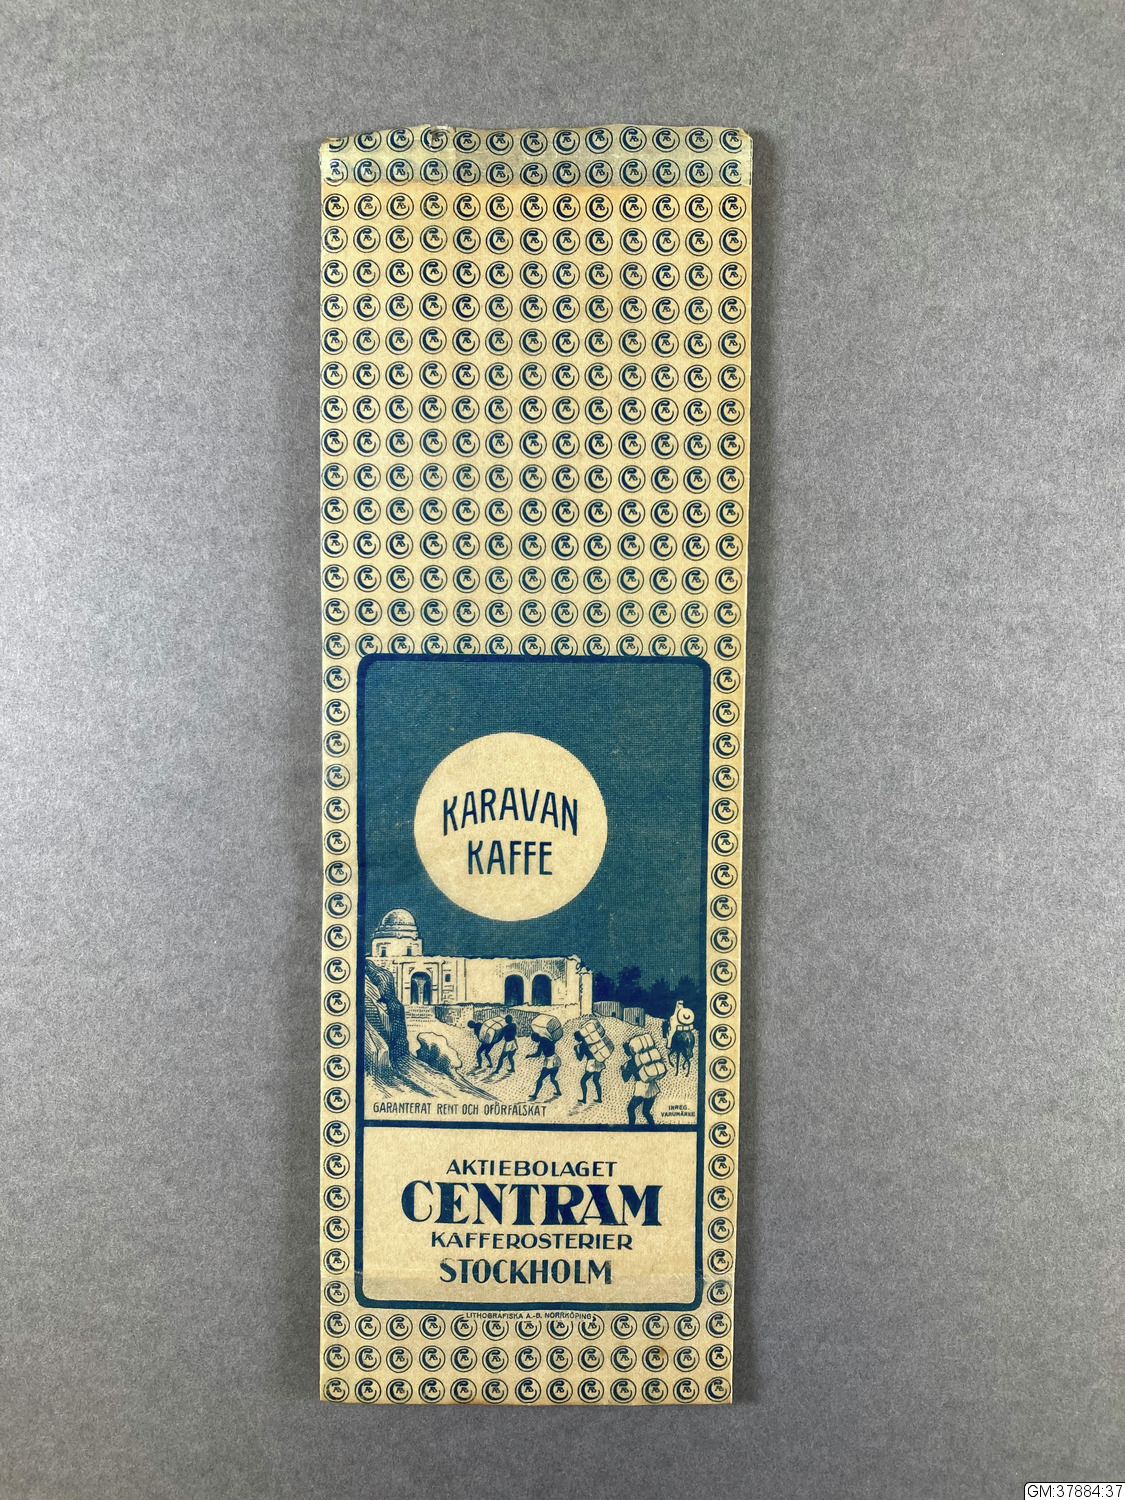 KARAVAN
KAFFE
GARANTERAT RENT OCH OFÖRFALSKAT
INREG.
VARUMÄRKE
AKTIEBOLAGET
CENTRAM
KAFFEROSTERIER
STOCKHOLM
LITHOGRAFISKA A.-B. NORRKÖPING
GM:37884:37